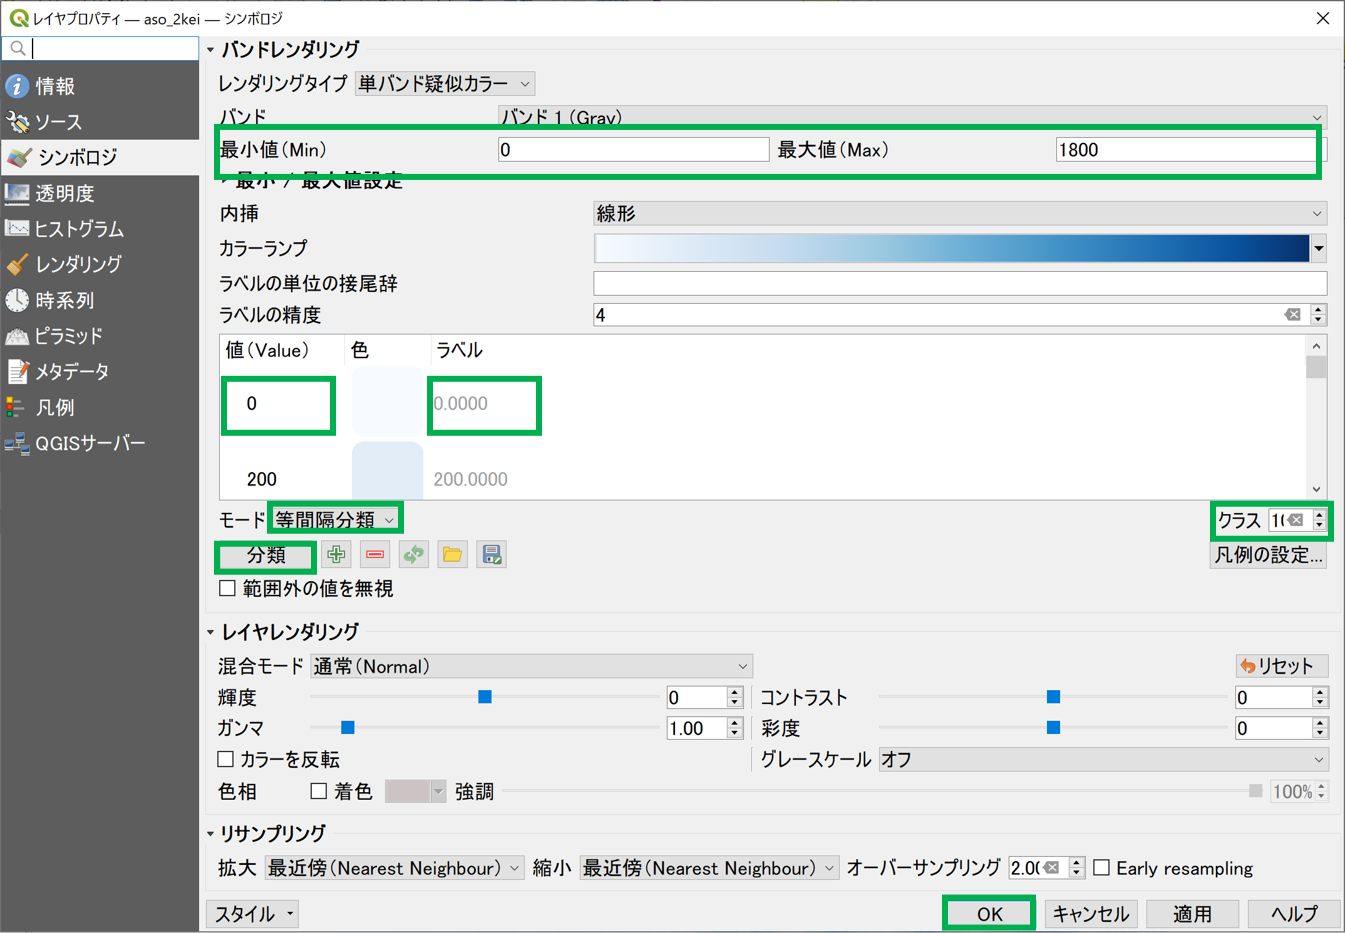 レイヤプロパティ — aso_2kei — シンボロジ
情報
ソース
シンボロジ
透明度
ヒストグラム
レンダリング
時系列
ピラミッド
メタデータ
凡例
QGISサーバー
バンドレンダリング
レンダリングタイプ 単バンド疑似カラー
バンド バンド 1 (Gray)
最小値(Min) 0 最大値(Max) 1800
最小 / 最大値設定
内挿 線形
カラーランプ
ラベルの単位の接尾辞
ラベルの精度 4
値(Value) 色 ラベル
0 0.0000
200 200.0000
モード 等間隔分類 クラス 10
分類 凡例の設定...
範囲外の値を無視
レイヤレンダリング
混合モード 通常(Normal) リセット
輝度 0 コントラスト 0
ガンマ 1.00 彩度 0
カラーを反転 グレースケール オフ
色相 着色 強調 100%
リサンプリング
拡大 最近傍(Nearest Neighbour) 縮小 最近傍(Nearest Neighbour) オーバーサンプリング 2.00 Early resampling
スタイル OK キャンセル 適用 ヘルプ